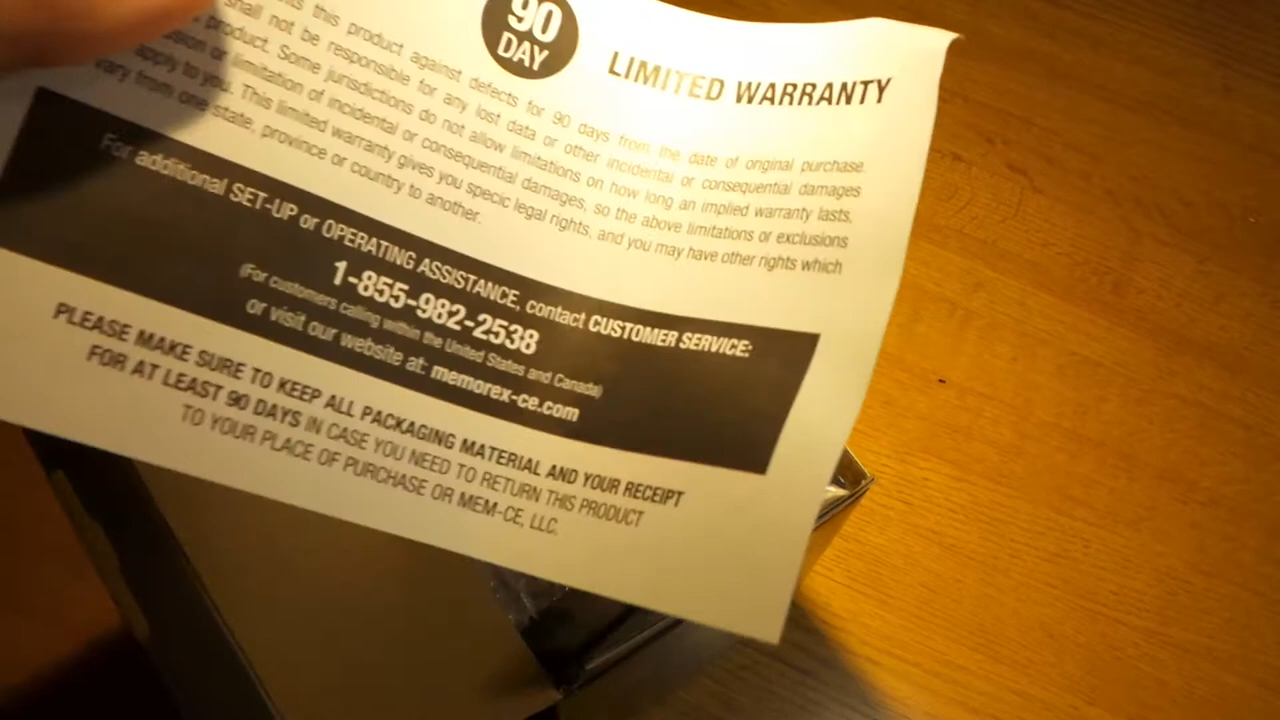 90
DAY
LIMITED WARRANTY
this product against defects for 90 days from the date of original purchase.
shall not be responsible for any lost data or other incidental or consequential damages
product. Some jurisdictions do not allow limitations on how long an implied warranty lasts,
or limitation of incidental or consequential damages, so the above limitations or exclusions
apply to you. This limited warranty gives you specic legal rights, and you may have other rights which
vary from one state, province or country to another.
For additional SET-UP or OPERATING ASSISTANCE, contact CUSTOMER SERVICE:
1-855-982-2538
(For customers calling within the United States and Canada)
or visit our website at: memorex-ce.com
PLEASE MAKE SURE TO KEEP ALL PACKAGING MATERIAL AND YOUR RECEIPT
FOR AT LEAST 90 DAYS IN CASE YOU NEED TO RETURN THIS PRODUCT
TO YOUR PLACE OF PURCHASE OR MEM-CE, LLC.